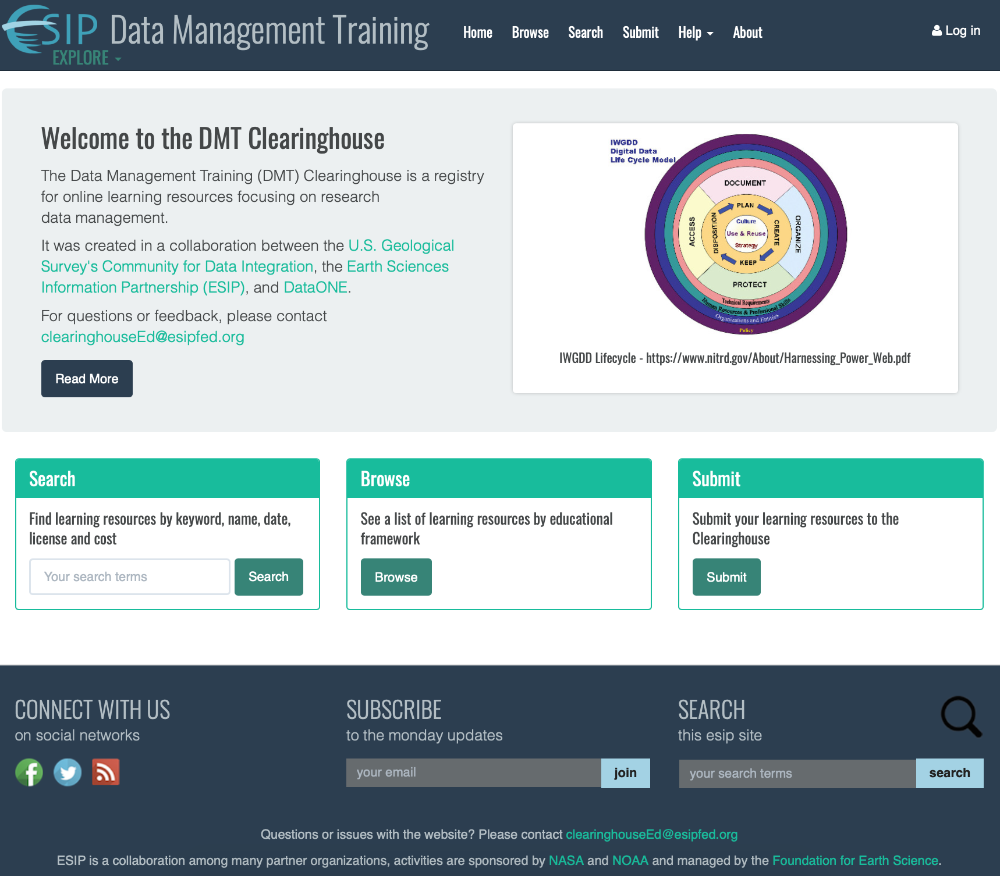 ESIP Data Management Training
EXPLORE
Home Browse Search Submit Help About
Log in
Welcome to the DMT Clearinghouse
The Data Management Training (DMT) Clearinghouse is a registry
for online learning resources focusing on research
data management.
It was created in a collaboration between the U.S. Geological
Survey's Community for Data Integration, the Earth Sciences
Information Partnership (ESIP), and DataONE.
For questions or feedback, please contact
clearinghouseEd@esipfed.org
Read More
IWGDD
Digital Data
Life Cycle Model
DOCUMENT
ORGANIZE
PROTECT
ACCESS
PLAN
CREATE
KEEP
DISPOSITION
Culture
Use & Reuse
Strategy
Technical Requirements
Human Resources & Professional Skills
Organizations and Entities
Policy
IWGDD Lifecycle - https://www.nitrd.gov/About/Harnessing_Power_Web.pdf
Search
Find learning resources by keyword, name, date,
license and cost
Your search terms
Search
Browse
See a list of learning resources by educational
framework
Browse
Submit
Submit your learning resources to the
Clearinghouse
Submit
CONNECT WITH US
on social networks
SUBSCRIBE
to the monday updates
your email
join
SEARCH
this esip site
your search terms
search
Questions or issues with the website? Please contact clearinghouseEd@esipfed.org
ESIP is a collaboration among many partner organizations, activities are sponsored by NASA and NOAA and managed by the Foundation for Earth Science.